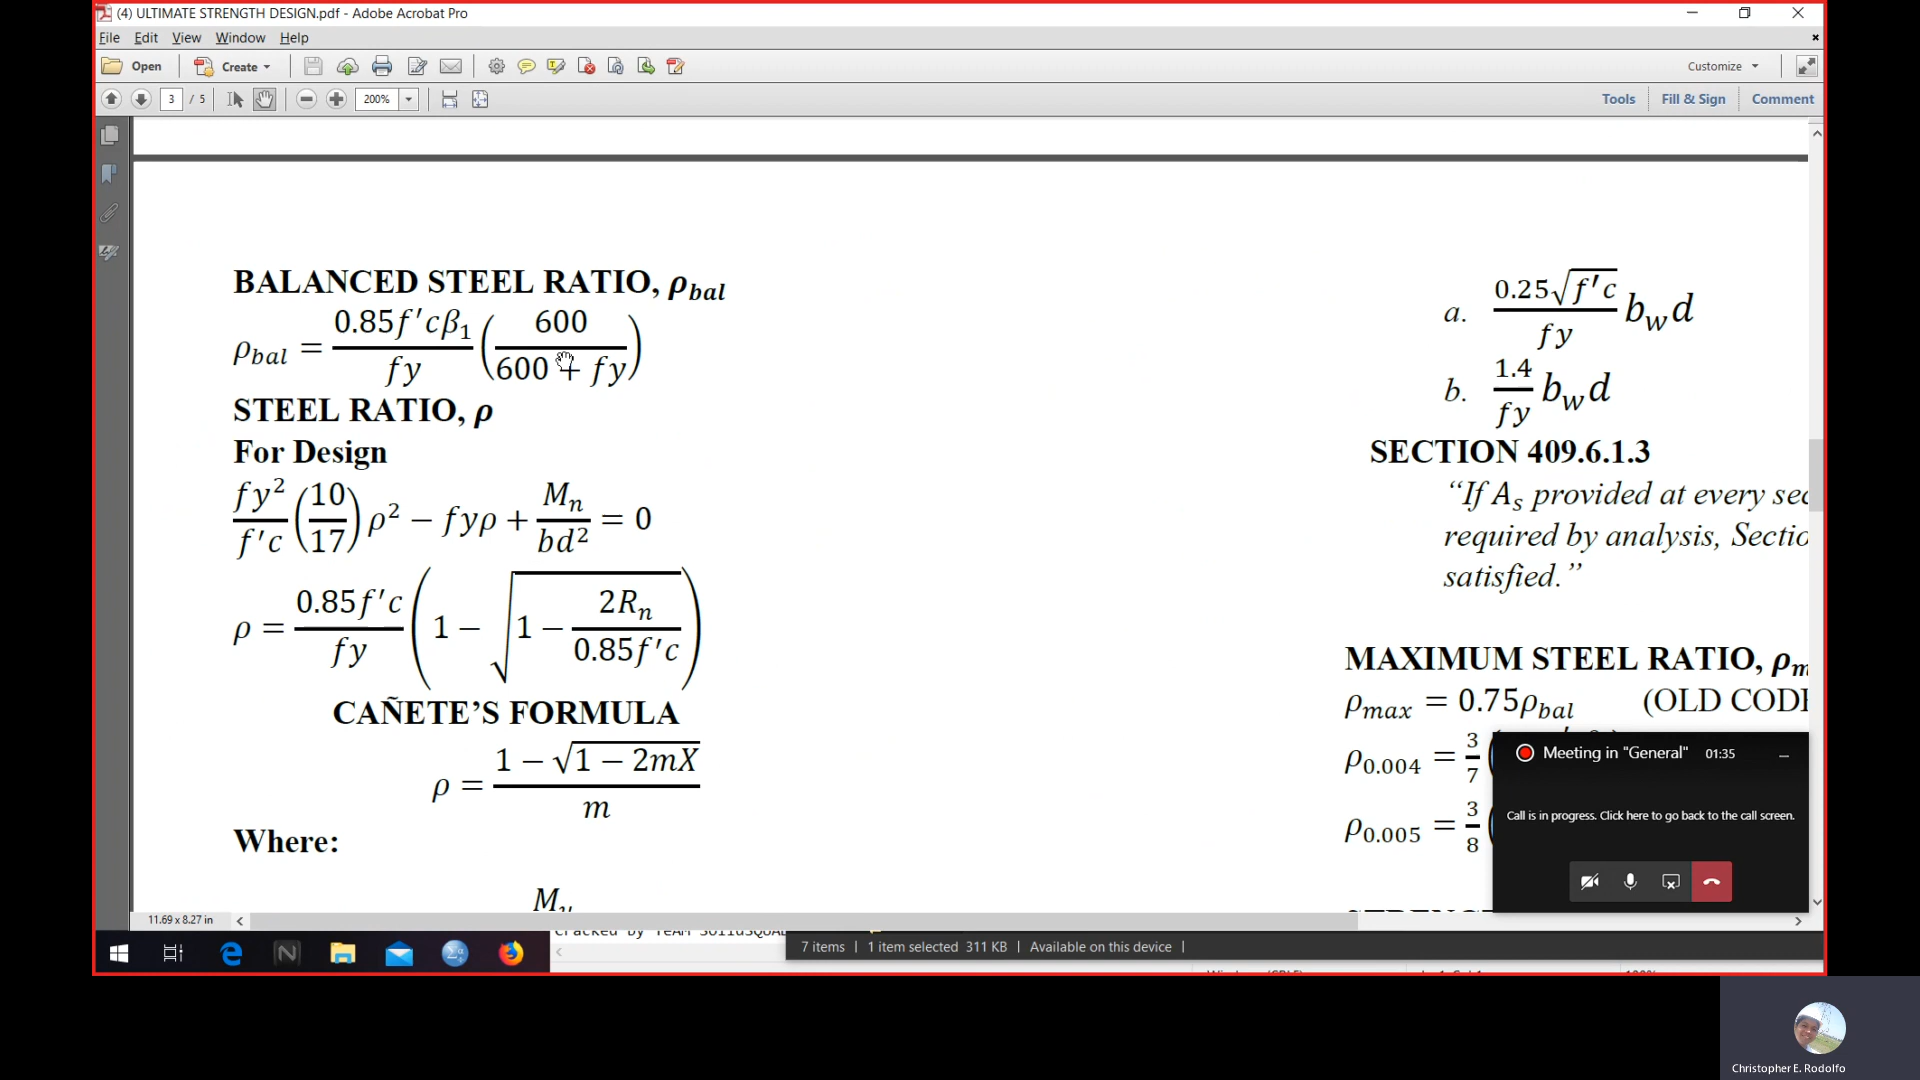 (4) ULTIMATE STRENGTH DESIGN.pdf - Adobe Acrobat Pro
File Edit View Window Help
Open Create Customize
3 / 5 200% Tools Fill & Sign Comment
BALANCED STEEL RATIO, ρbal
ρbal = 0.85f′cβ1 / fy (600 / 600 + fy)
STEEL RATIO, ρ
For Design
fy² / f′c (10 / 17) ρ² − fyρ + Mn / bd² = 0
ρ = 0.85f′c / fy (1 − √(1 − 2Rn / 0.85f′c))
CAÑETE'S FORMULA
ρ = 1 − √(1 − 2mX) / m
Where:
Mu
a. 0.25√f′c / fy bwd
b. 1.4 / fy bwd
SECTION 409.6.1.3
“If As provided at every sec
required by analysis, Sectio
satisfied.”
MAXIMUM STEEL RATIO, ρm
ρmax = 0.75ρbal (OLD CODE
ρ0.004 = 3 / 7 (
ρ0.005 = 3 / 8 (
Meeting in "General" 01:35
Call is in progress. Click here to go back to the call screen.
11.69 x 8.27 in
7 items | 1 item selected 311 KB | Available on this device |
Christopher E. Rodolfo